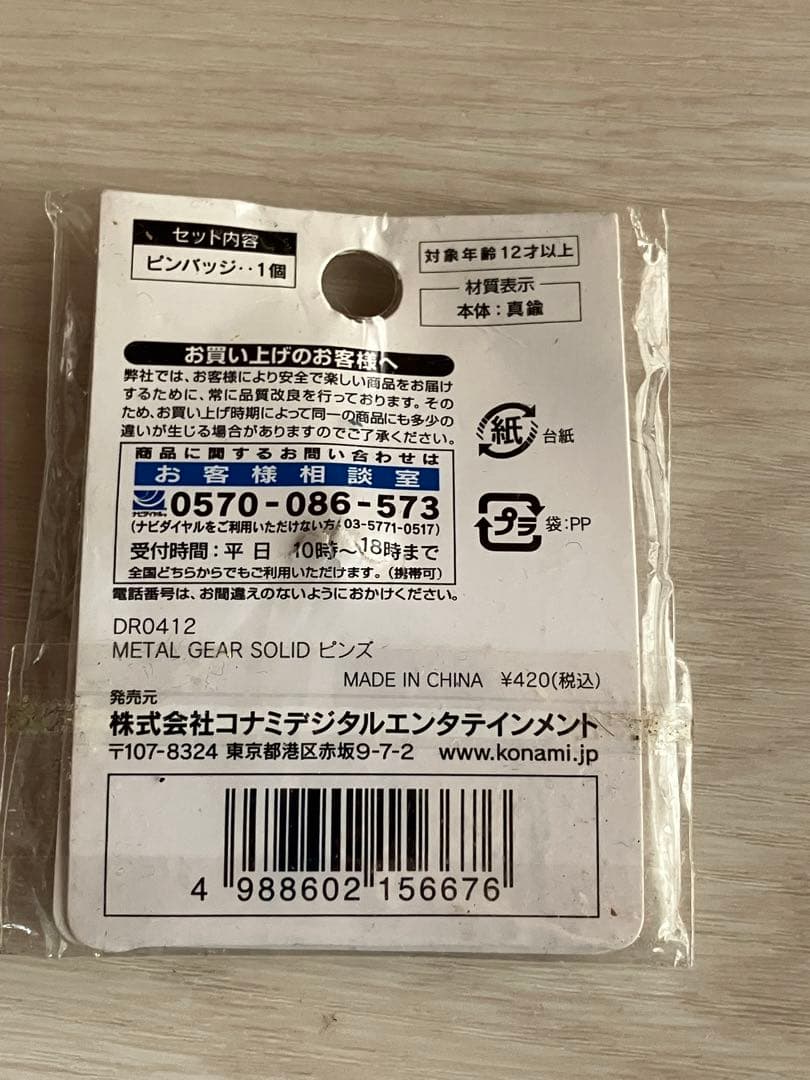 セット内容
ピンバッジ‥1個
対象年齢12才以上
材質表示
本体：真鍮
お買い上げのお客様へ
弊社では、お客様により安全で楽しい商品をお届け
するために、常に品質改良を行っております。その
ため、お買い上げ時期によって同一の商品にも多少の
違いが生じる場合がありますのでご了承ください。
商品に関するお問い合わせは
お客様相談室
ナビダイヤル
0570-086-573
(ナビダイヤルをご利用いただけない方/03-5771-0517)
受付時間：平日 10時〜18時まで
全国どちらからでもご利用いただけます。(携帯可)
電話番号は、お間違えのないようにおかけください。
紙 台紙
プラ 袋：PP
DR0412
METAL GEAR SOLID ピンズ
MADE IN CHINA ¥420(税込)
発売元
株式会社コナミデジタルエンタテインメント
〒107-8324 東京都港区赤坂9-7-2 www.konami.jp
4 988602 156676